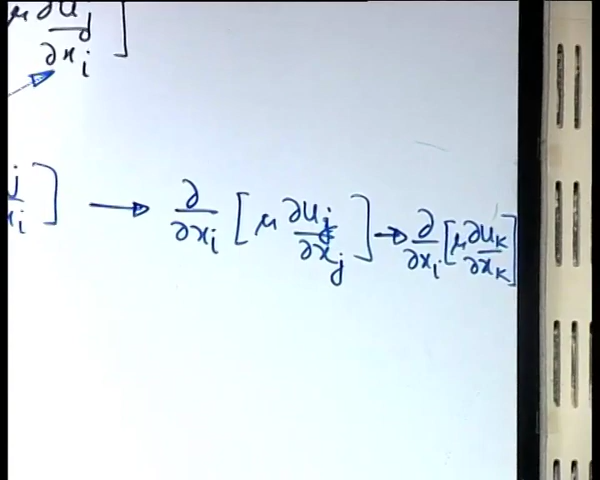 μ ∂u_j/∂x_i ]
j/x_i ] → ∂/∂x_i [ μ ∂u_j/∂x_j ] → ∂/∂x_i [ μ ∂u_k/∂x_k ]